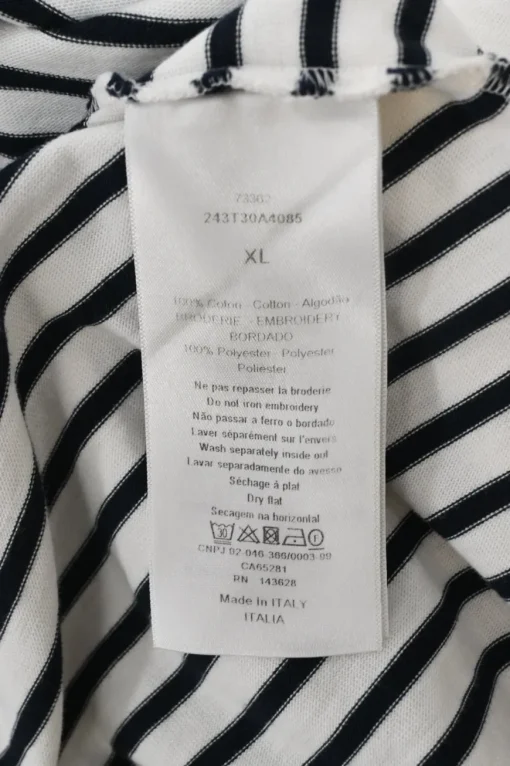 73302
243T30A4085
XL
100% Coton - Cotton - Algodão
BRODERIE - EMBROIDERY
BORDADO
100% Polyester - Polyester
Poliester
Ne pas repasser la broderie
Do not iron embroidery
Não passar a ferro o bordado
Laver séparément sur l'envers
Wash separately inside out
Lavar separadamente do avesso
Séchage à plat
Dry flat
Secagem na horizontal
30
CNPJ 02-046-386/0003-99
CA65281
RN 143628
Made in ITALY
ITALIA